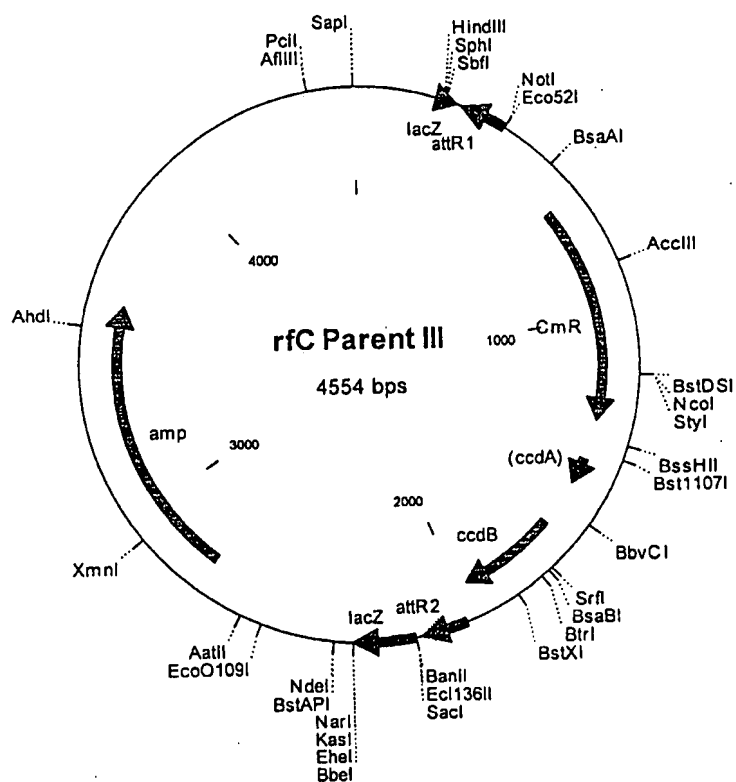 SapI
HindIII
SphI
SbfI
PciI
AflIII
NotI
Eco52I
lacZ
attR1
BsaAI
4000
AccIII
AhdI
rfC Parent III
4554 bps
1000
CmR
BstDSI
NcoI
StyI
amp
3000
(ccdA)
BssHII
Bst1107I
2000
ccdB
BbvCI
XmnI
SrfI
BsaBI
BtrI
BstXI
lacZ
attR2
AatII
EcoO109I
NdeI
BstAPI
NarI
KasI
EheI
BbeI
BanII
Ecl136II
SacI